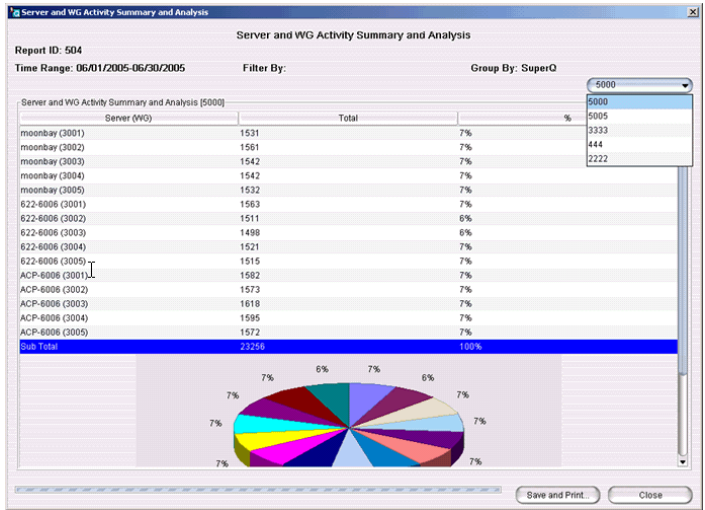 Server and WG Activity Summary and Analysis
Server and WG Activity Summary and Analysis
Report ID: 504
Time Range: 06/01/2005-06/30/2005 Filter By: Group By: SuperQ
5000
5000
5005
3333
444
2222
Server and WG Activity Summary and Analysis [5000]
Server (WG) Total %
moonbay (3001) 1531 7%
moonbay (3002) 1561 7%
moonbay (3003) 1542 7%
moonbay (3004) 1542 7%
moonbay (3005) 1532 7%
622-6006 (3001) 1563 7%
622-6006 (3002) 1511 6%
622-6006 (3003) 1498 6%
622-6006 (3004) 1521 7%
622-6006 (3005) 1515 7%
ACP-6006 (3001) 1582 7%
ACP-6006 (3002) 1573 7%
ACP-6006 (3003) 1618 7%
ACP-6006 (3004) 1595 7%
ACP-6006 (3005) 1572 7%
Sub Total 23256 100%
6% 7%
7% 6%
7% 7%
7% 7%
7% 7%
Save and Print... Close